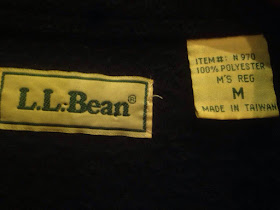 L.L.Bean®
ITEM#: N970
100% POLYESTER
M'S REG
M
MADE IN TAIWAN